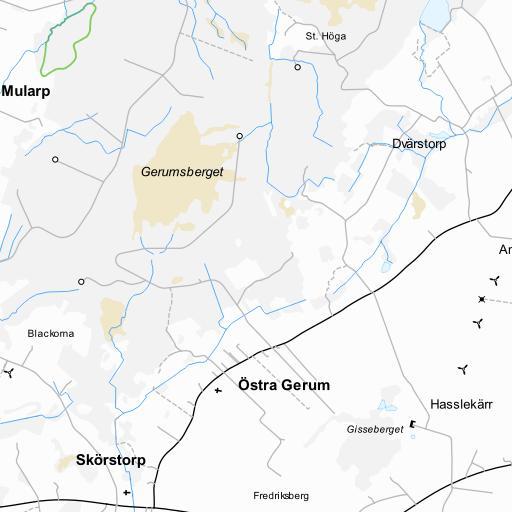 St. Höga
Mularp
Dvärstorp
Gerumsberget
An
Blackorna
Östra Gerum
Hasslekärr
Gisseberget
Skörstorp
Fredriksberg